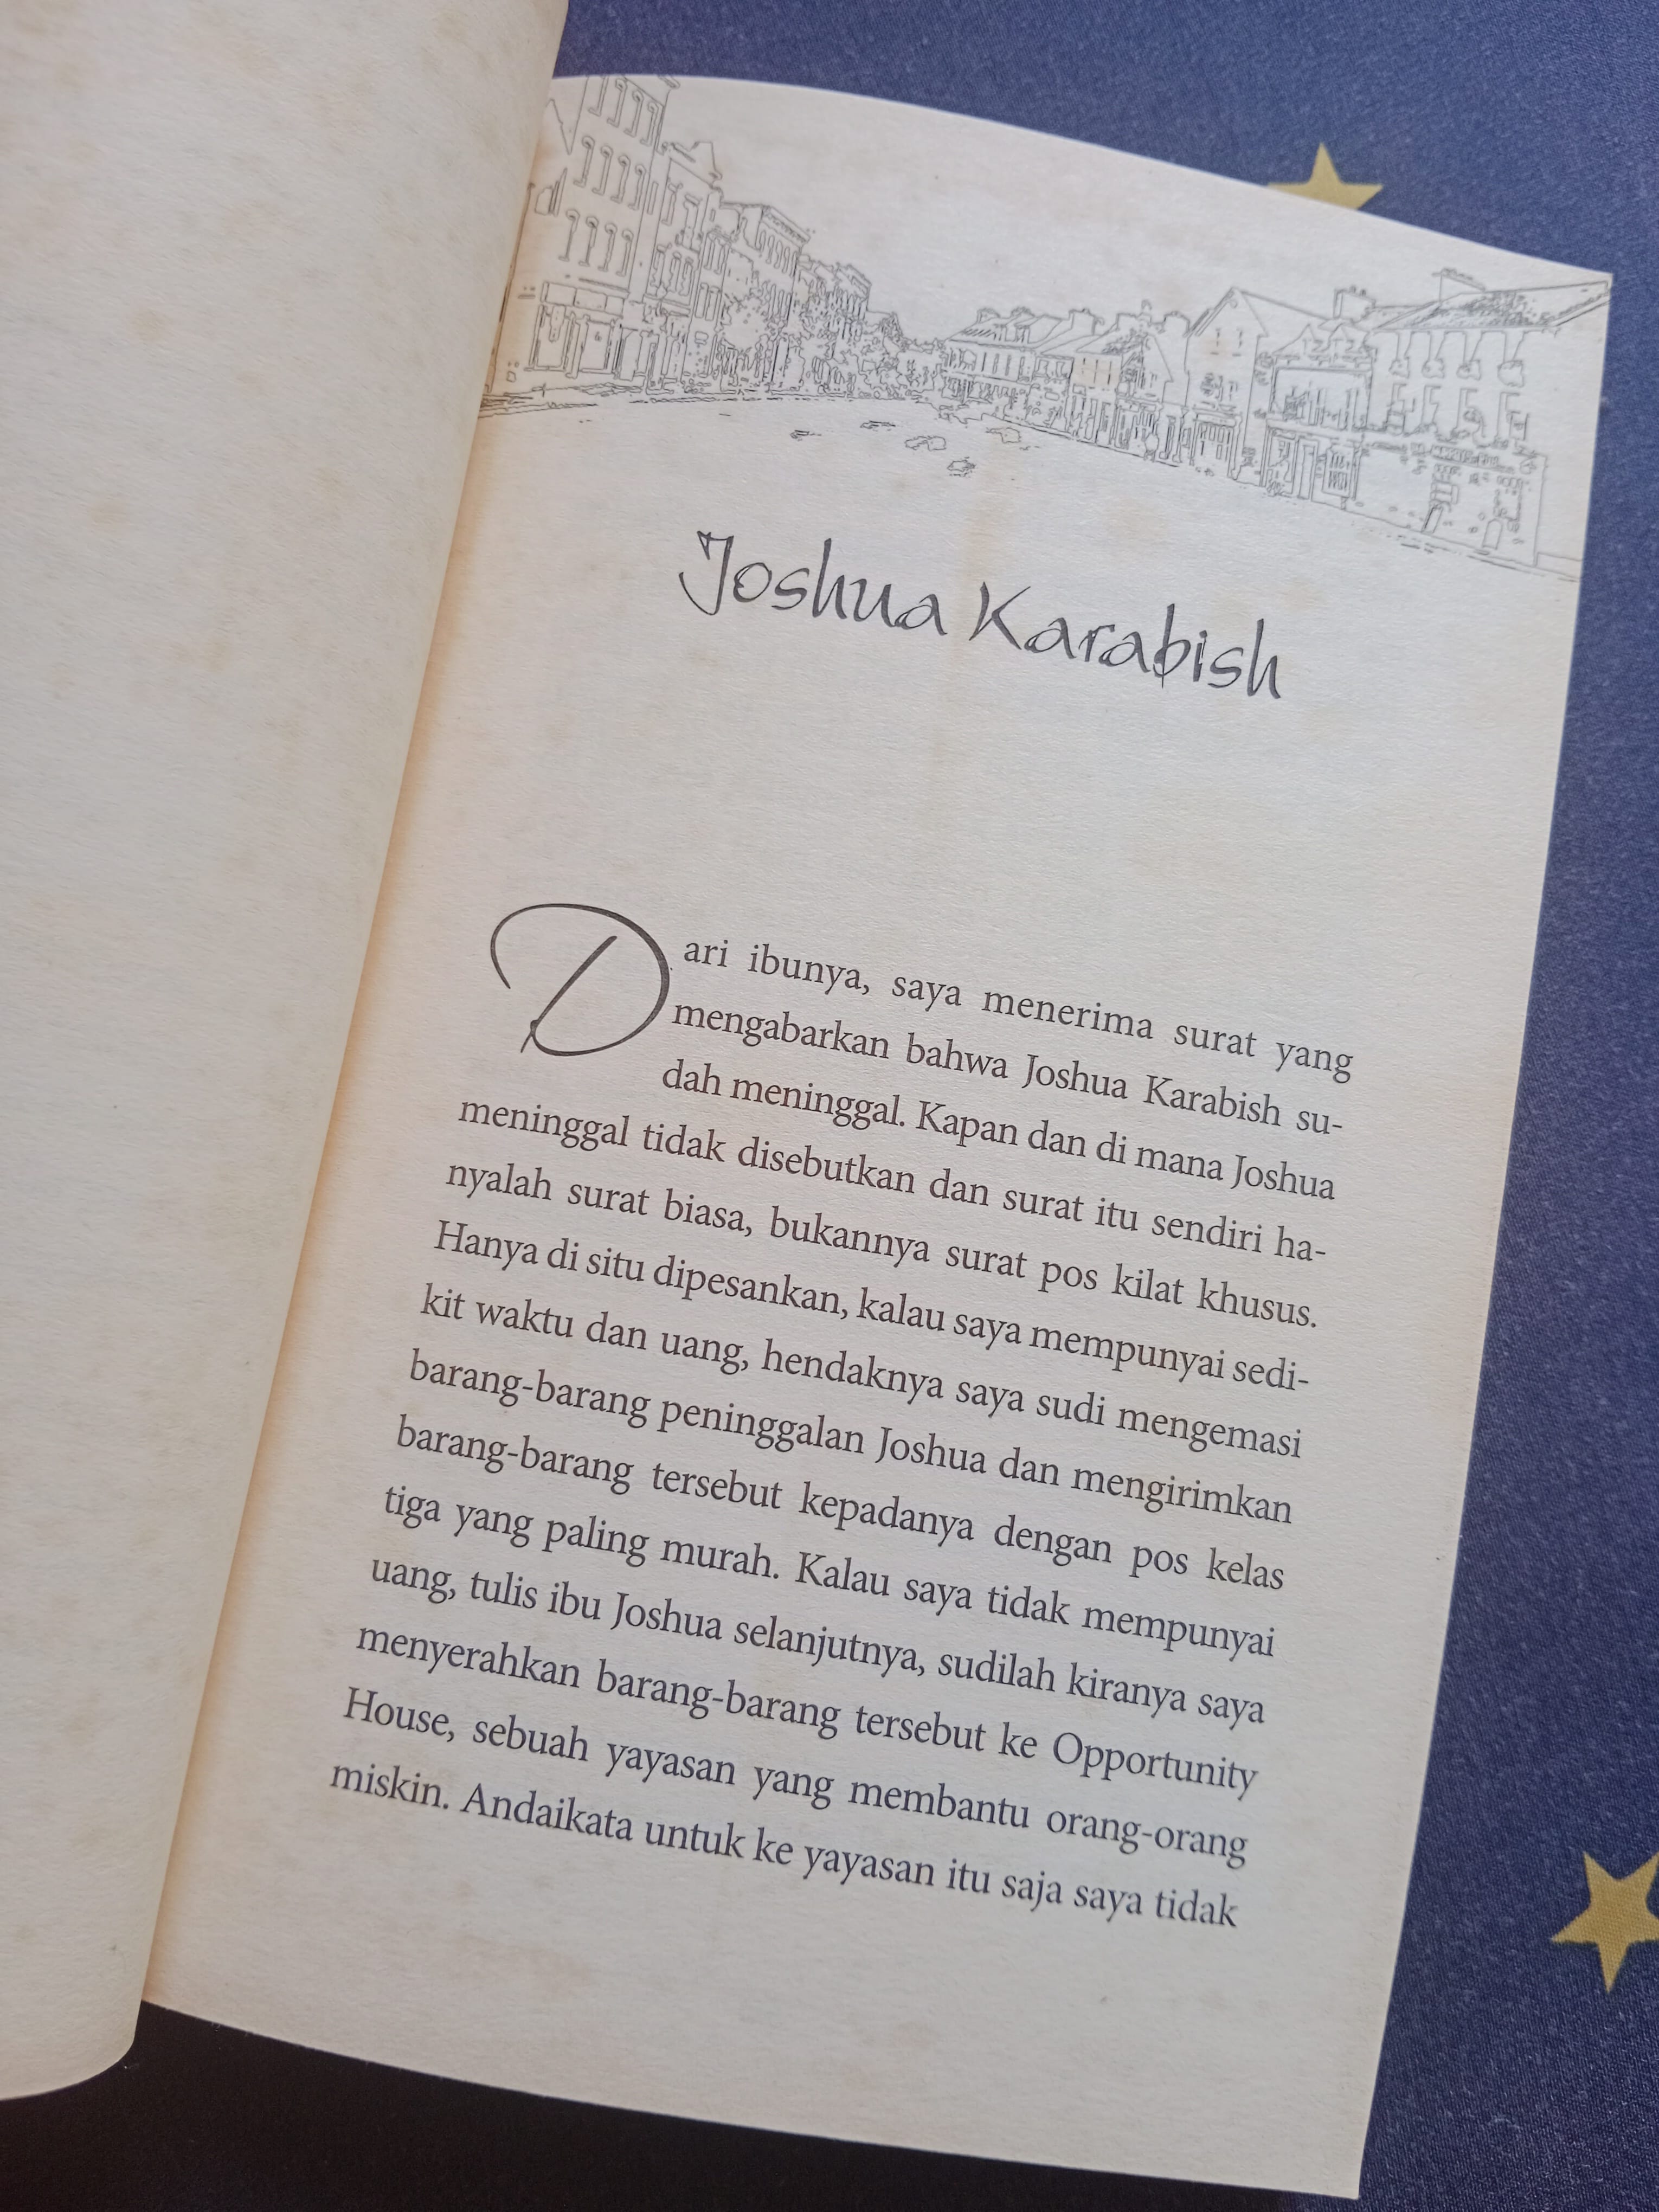 Joshua Karabish
Dari ibunya, saya menerima surat yang
mengabarkan bahwa Joshua Karabish su-
dah meninggal. Kapan dan di mana Joshua
meninggal tidak disebutkan dan surat itu sendiri ha-
nyalah surat biasa, bukannya surat pos kilat khusus.
Hanya di situ dipesankan, kalau saya mempunyai sedi-
kit waktu dan uang, hendaknya saya sudi mengemasi
barang-barang peninggalan Joshua dan mengirimkan
barang-barang tersebut kepadanya dengan pos kelas
tiga yang paling murah. Kalau saya tidak mempunyai
uang, tulis ibu Joshua selanjutnya, sudilah kiranya saya
menyerahkan barang-barang tersebut ke Opportunity
House, sebuah yayasan yang membantu orang-orang
miskin. Andaikata untuk ke yayasan itu saja saya tidak